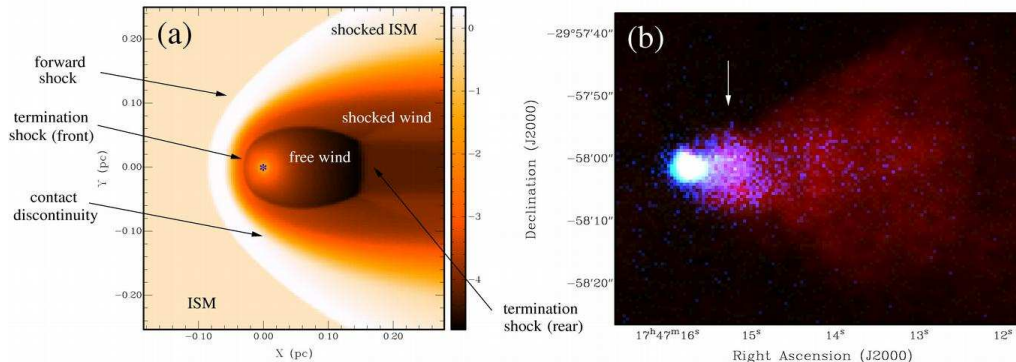 (a)
shocked ISM
forward
shock
termination
shock (front)
shocked wind
free wind
contact
discontinuity
ISM
termination
shock (rear)
Y (pc)
0.20
0.10
0.00
-0.10
-0.20
0.00
0.10
0.20
X (pc)
0
-1
-2
-3
-4
(b)
Declination (J2000)
-29°57'40"
-57'50"
-58'00"
-58'10"
-58'20"
17ʰ47ᵐ16ˢ
15ˢ
14ˢ
13ˢ
12ˢ
Right Ascension (J2000)